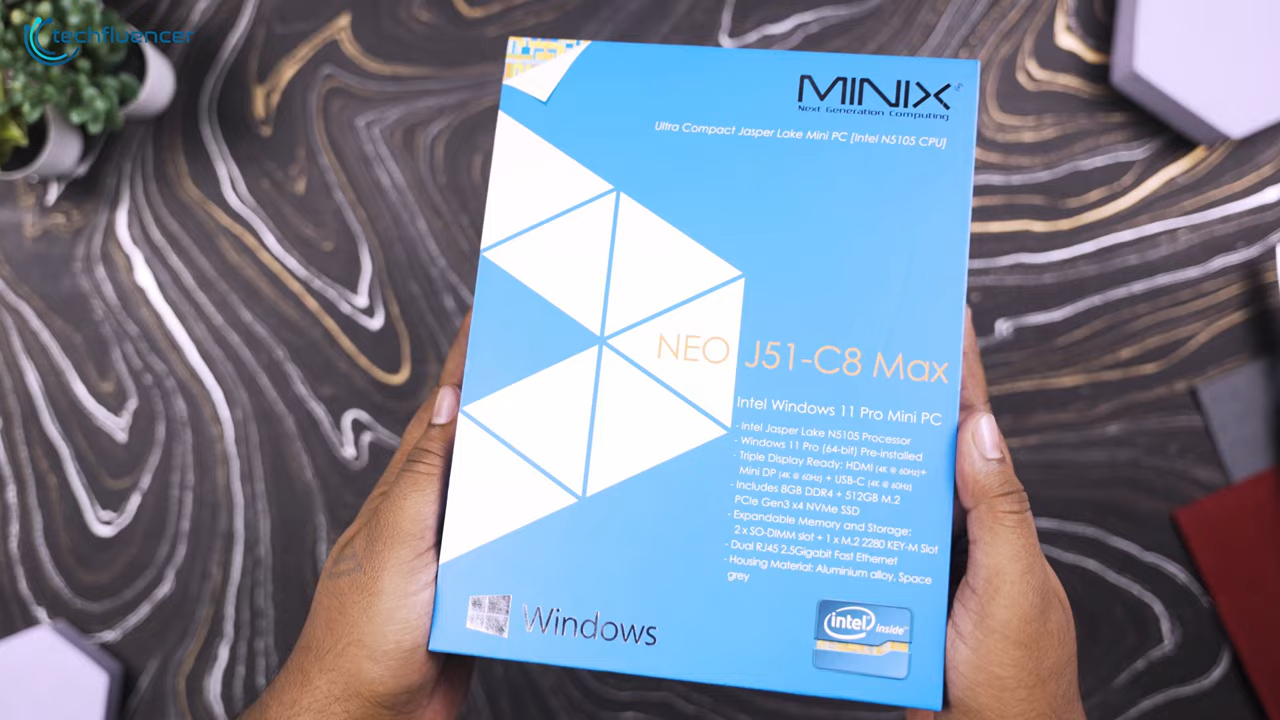 techfluencer
MINIX
Next Generation Computing
Ultra Compact Jasper Lake Mini PC [Intel N5105 CPU]
NEO J51-C8 Max
Intel Windows 11 Pro Mini PC
- Intel Jasper Lake N5105 Processor
- Windows 11 Pro (64-bit) Pre-installed
- Triple Display Ready: HDMI (4K @ 60Hz)+
Mini DP (4K @ 60Hz) + USB-C (4K @ 60Hz)
- Includes 8GB DDR4 + 512GB M.2
PCIe Gen3 x4 NVMe SSD
- Expandable Memory and Storage:
2 x SO-DIMM slot + 1 x M.2 2280 KEY-M Slot
- Dual RJ45 2.5Gigabit Fast Ethernet
- Housing Material: Aluminium alloy, Space
grey
Windows
intel inside™